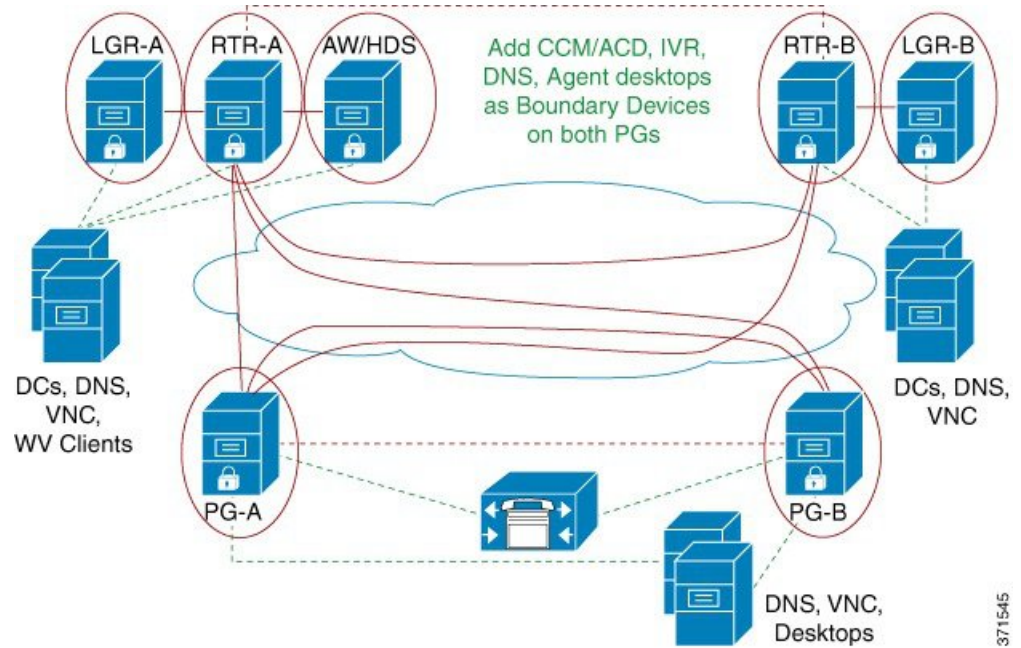 LGR-A
RTR-A
AW/HDS
Add CCM/ACD, IVR,
DNS, Agent desktops
as Boundary Devices
on both PGs
RTR-B
LGR-B
DCs, DNS,
VNC,
WV Clients
DCs, DNS,
VNC
PG-A
PG-B
DNS, VNC,
Desktops
371545